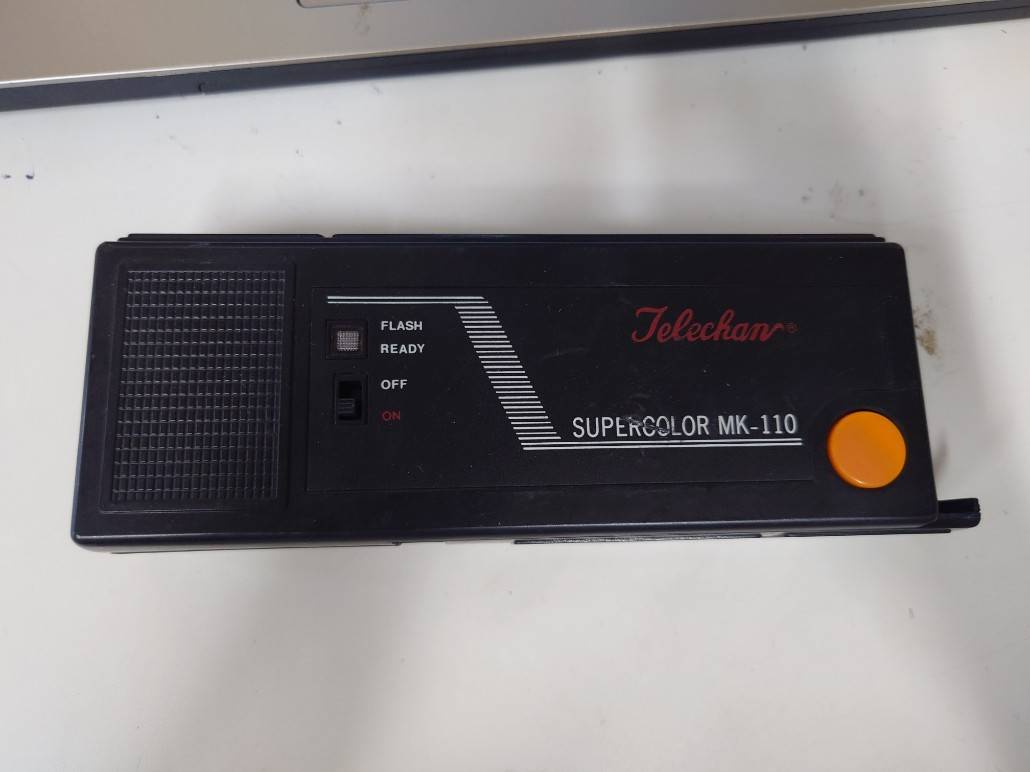 FLASH
READY
OFF
ON
Telechan®
SUPERCOLOR MK-110